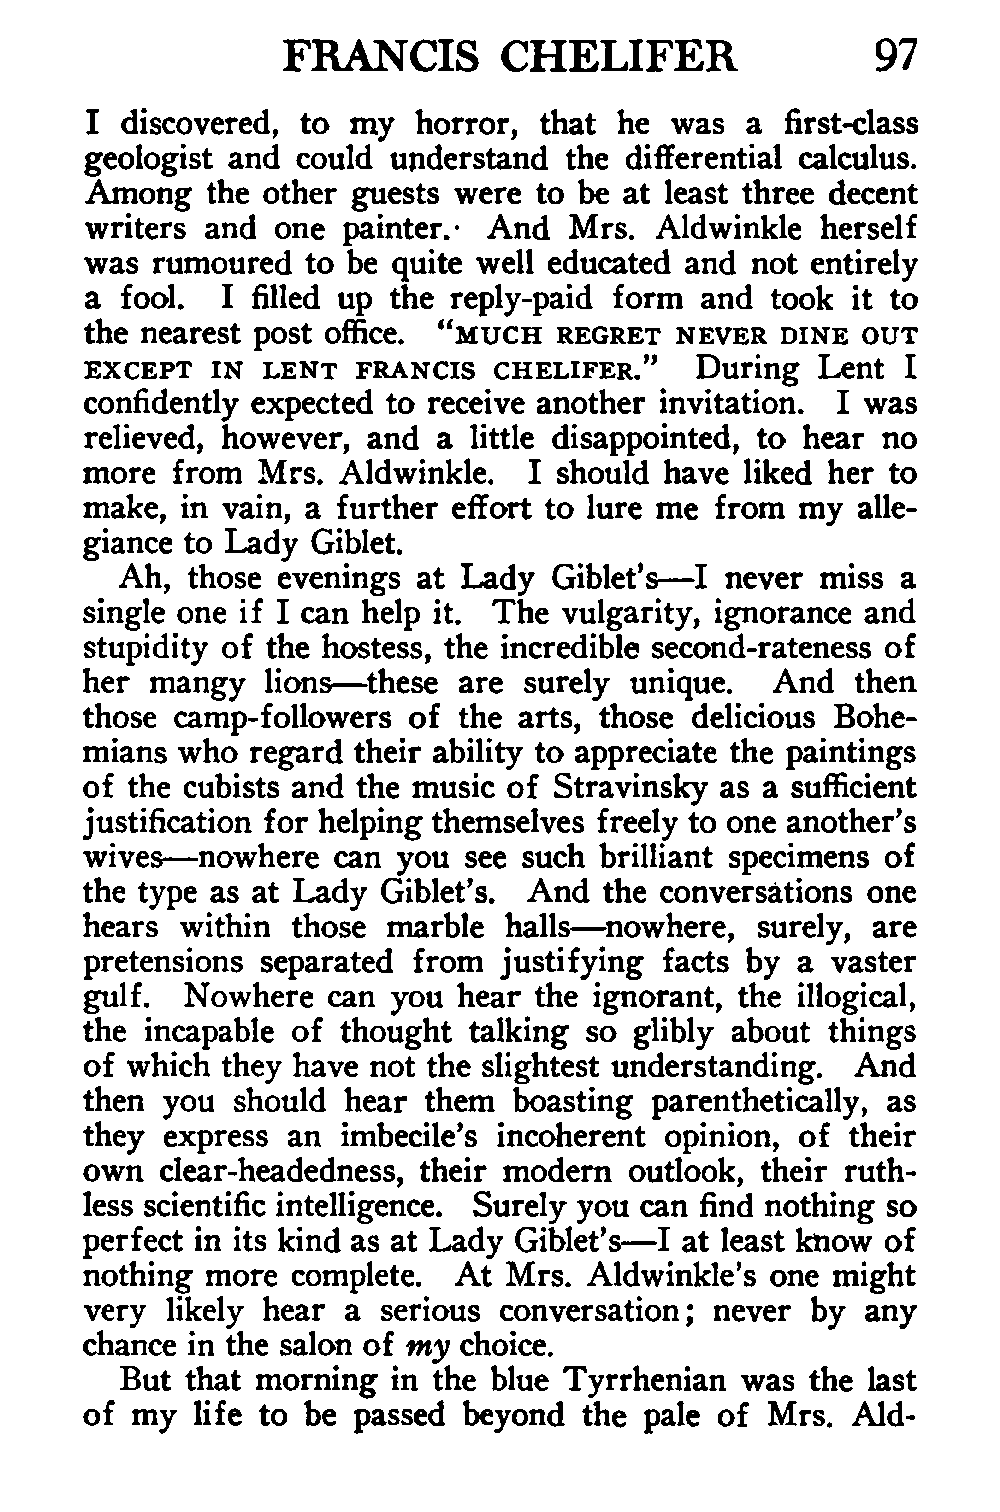 FRANCIS CHELIFER 97
I discovered, to my horror, that he was a first-class
geologist and could understand the differential calculus.
Among the other guests were to be at least three decent
writers and one painter. And Mrs. Aldwinkle herself
was rumoured to be quite well educated and not entirely
a fool. I filled up the reply-paid form and took it to
the nearest post office. “MUCH REGRET NEVER DINE OUT
EXCEPT IN LENT FRANCIS CHELIFER.” During Lent I
confidently expected to receive another invitation. I was
relieved, however, and a little disappointed, to hear no
more from Mrs. Aldwinkle. I should have liked her to
make, in vain, a further effort to lure me from my alle-
giance to Lady Giblet.
Ah, those evenings at Lady Giblet’s—I never miss a
single one if I can help it. The vulgarity, ignorance and
stupidity of the hostess, the incredible second-rateness of
her mangy lions—these are surely unique. And then
those camp-followers of the arts, those delicious Bohe-
mians who regard their ability to appreciate the paintings
of the cubists and the music of Stravinsky as a sufficient
justification for helping themselves freely to one another’s
wives—nowhere can you see such brilliant specimens of
the type as at Lady Giblet’s. And the conversations one
hears within those marble halls—nowhere, surely, are
pretensions separated from justifying facts by a vaster
gulf. Nowhere can you hear the ignorant, the illogical,
the incapable of thought talking so glibly about things
of which they have not the slightest understanding. And
then you should hear them boasting parenthetically, as
they express an imbecile’s incoherent opinion, of their
own clear-headedness, their modern outlook, their ruth-
less scientific intelligence. Surely you can find nothing so
perfect in its kind as at Lady Giblet’s—I at least know of
nothing more complete. At Mrs. Aldwinkle’s one might
very likely hear a serious conversation; never by any
chance in the salon of my choice.
But that morning in the blue Tyrrhenian was the last
of my life to be passed beyond the pale of Mrs. Ald-